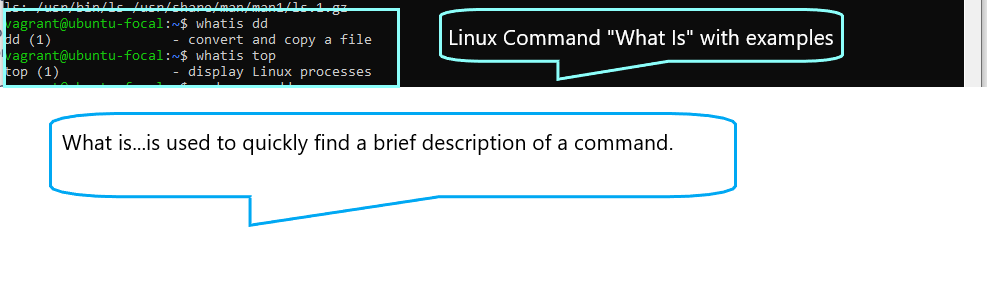 ls: /usr/bin/ls /usr/share/man/man1/ls.1.gz
vagrant@ubuntu-focal:~$ whatis dd
dd (1) - convert and copy a file
vagrant@ubuntu-focal:~$ whatis top
top (1) - display Linux processes
Linux Command "What Is" with examples
What is...is used to quickly find a brief description of a command.